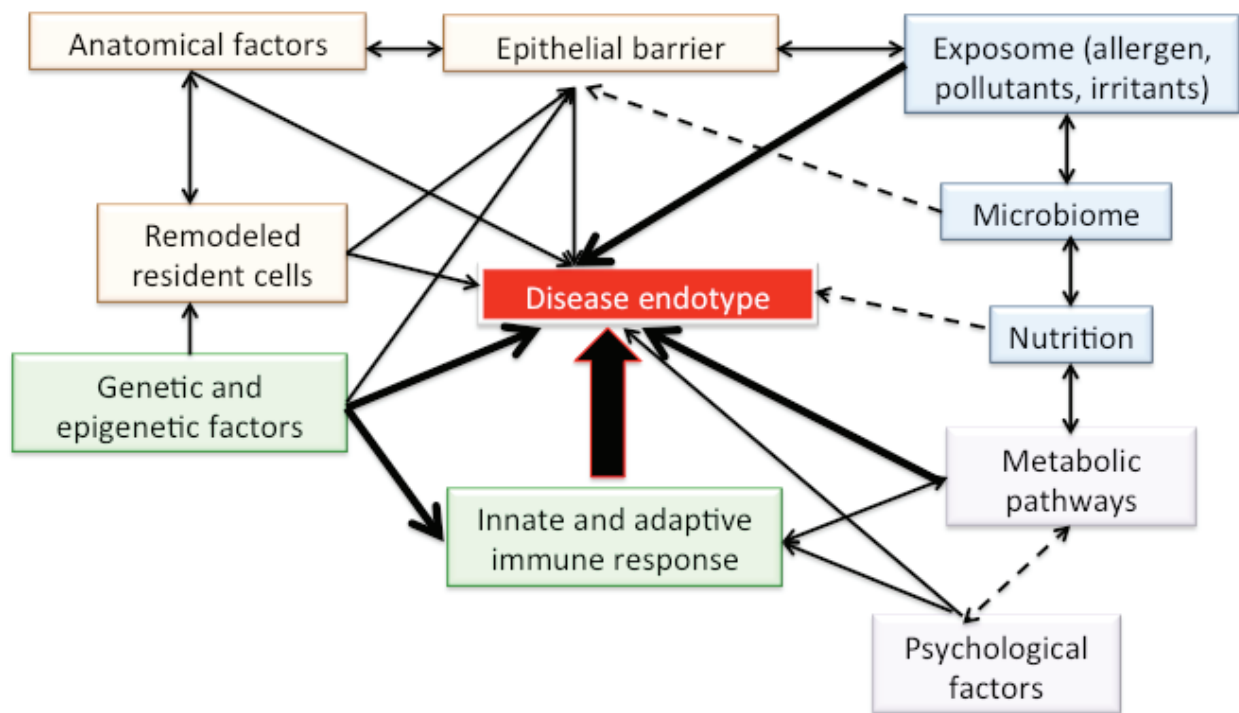 Anatomical factors
Epithelial barrier
Exposome (allergen,
pollutants, irritants)
Remodeled
resident cells
Microbiome
Disease endotype
Nutrition
Genetic and
epigenetic factors
Metabolic
pathways
Innate and adaptive
immune response
Psychological
factors